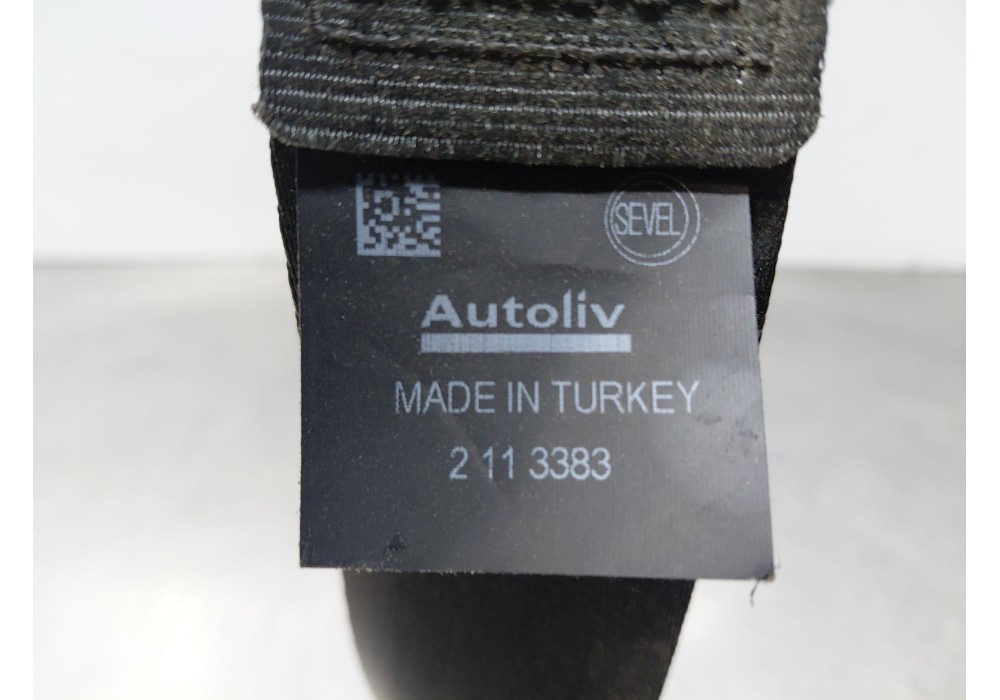 SEVEL
Autoliv
MADE IN TURKEY
2 11 3383